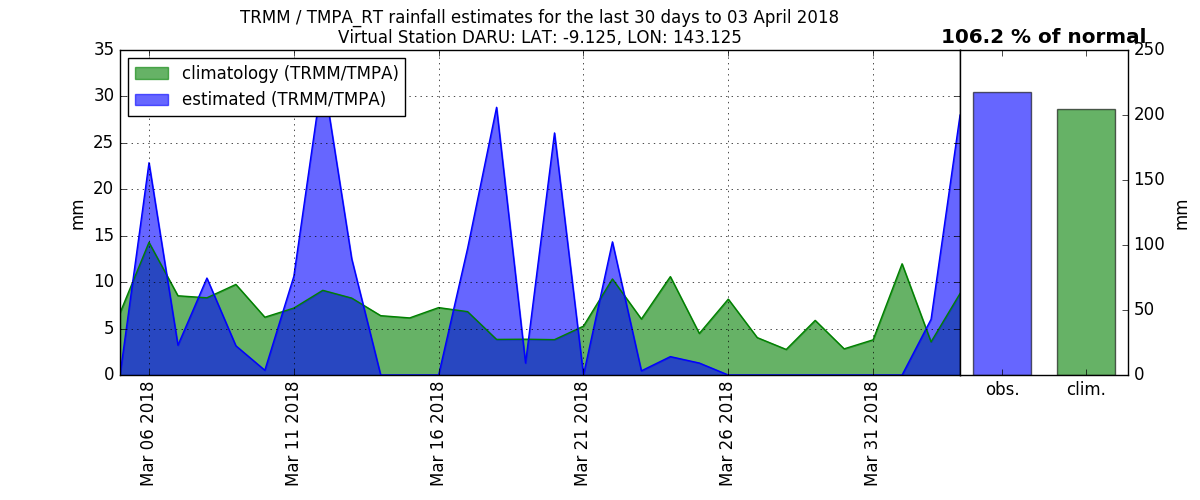 TRMM / TMPA_RT rainfall estimates for the last 30 days to 03 April 2018
Virtual Station DARU: LAT: -9.125, LON: 143.125
106.2 % of normal
climatology (TRMM/TMPA)
estimated (TRMM/TMPA)
35
30
25
20
15
10
5
0
mm
Mar 06 2018
Mar 11 2018
Mar 16 2018
Mar 21 2018
Mar 26 2018
Mar 31 2018
250
200
150
100
50
0
mm
obs.
clim.